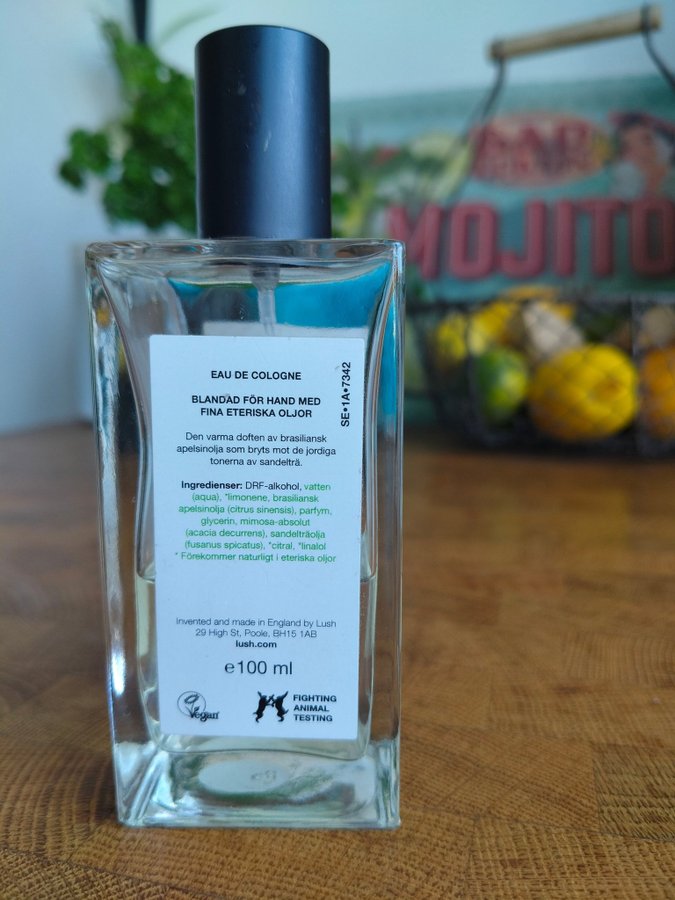 MOJITO
EAU DE COLOGNE
BLANDAD FÖR HAND MED
FINA ETERISKA OLJOR
SE•1A•7342
Den varma doften av brasiliansk
apelsinolja som bryts mot de jordiga
tonerna av sandelträ.
Ingredienser: DRF-alkohol, vatten
(aqua), *limonene, brasiliansk
apelsinolja (citrus sinensis), parfym,
glycerin, mimosa-absolut
(acacia decurrens), sandelträolja
(fusanus spicatus), *citral, *linalol
* Förekommer naturligt i eteriska oljor
Invented and made in England by Lush
29 High St, Poole, BH15 1AB
lush.com
e100 ml
Vegan
FIGHTING
ANIMAL
TESTING